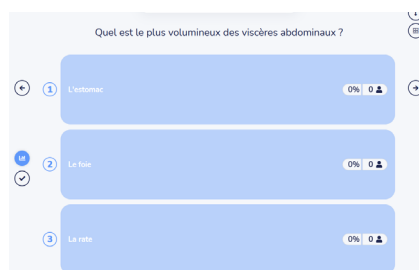 Quel est le plus volumineux des viscères abdominaux ?
1 L'estomac 0% 0
2 Le foie 0% 0
3 La rate 0% 0